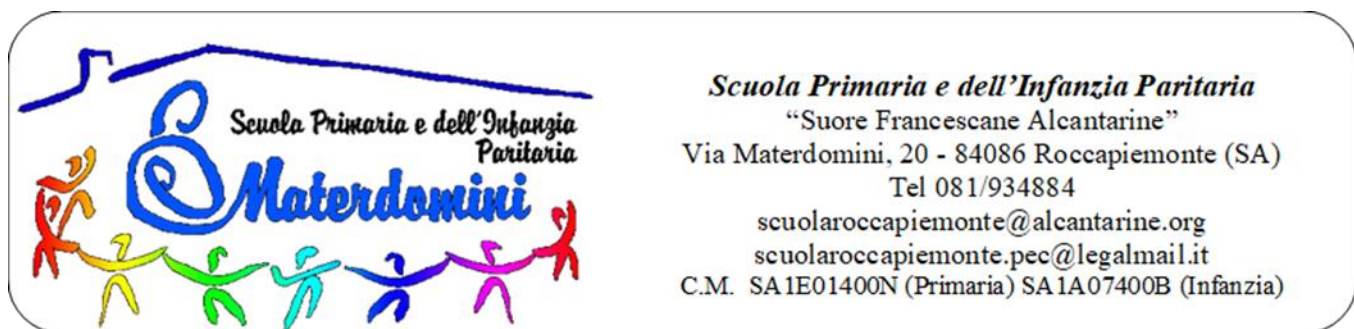 Scuola Primaria e dell'Infanzia
Paritaria
Materdomini
Scuola Primaria e dell'Infanzia Paritaria
“Suore Francescane Alcantarine”
Via Materdomini, 20 - 84086 Roccapiemonte (SA)
Tel 081/934884
scuolaroccapiemonte@alcantarine.org
scuolaroccapiemonte.pec@legalmail.it
C.M. SA1E01400N (Primaria) SA1A07400B (Infanzia)